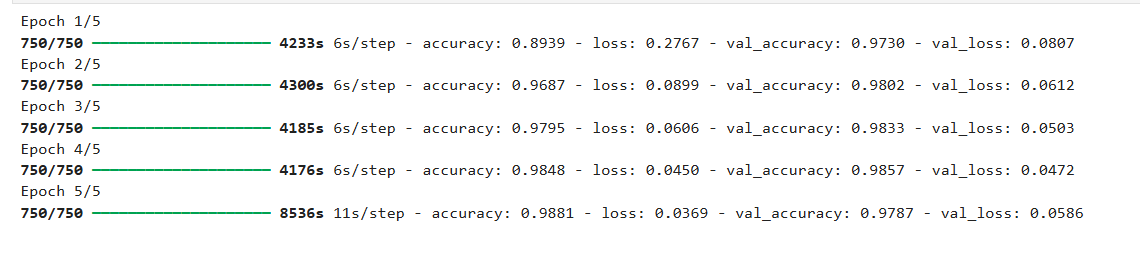 Epoch 1/5
750/750 ━━━━━━━━━━━━━━━━━━━━ 4233s 6s/step - accuracy: 0.8939 - loss: 0.2767 - val_accuracy: 0.9730 - val_loss: 0.0807
Epoch 2/5
750/750 ━━━━━━━━━━━━━━━━━━━━ 4300s 6s/step - accuracy: 0.9687 - loss: 0.0899 - val_accuracy: 0.9802 - val_loss: 0.0612
Epoch 3/5
750/750 ━━━━━━━━━━━━━━━━━━━━ 4185s 6s/step - accuracy: 0.9795 - loss: 0.0606 - val_accuracy: 0.9833 - val_loss: 0.0503
Epoch 4/5
750/750 ━━━━━━━━━━━━━━━━━━━━ 4176s 6s/step - accuracy: 0.9848 - loss: 0.0450 - val_accuracy: 0.9857 - val_loss: 0.0472
Epoch 5/5
750/750 ━━━━━━━━━━━━━━━━━━━━ 8536s 11s/step - accuracy: 0.9881 - loss: 0.0369 - val_accuracy: 0.9787 - val_loss: 0.0586